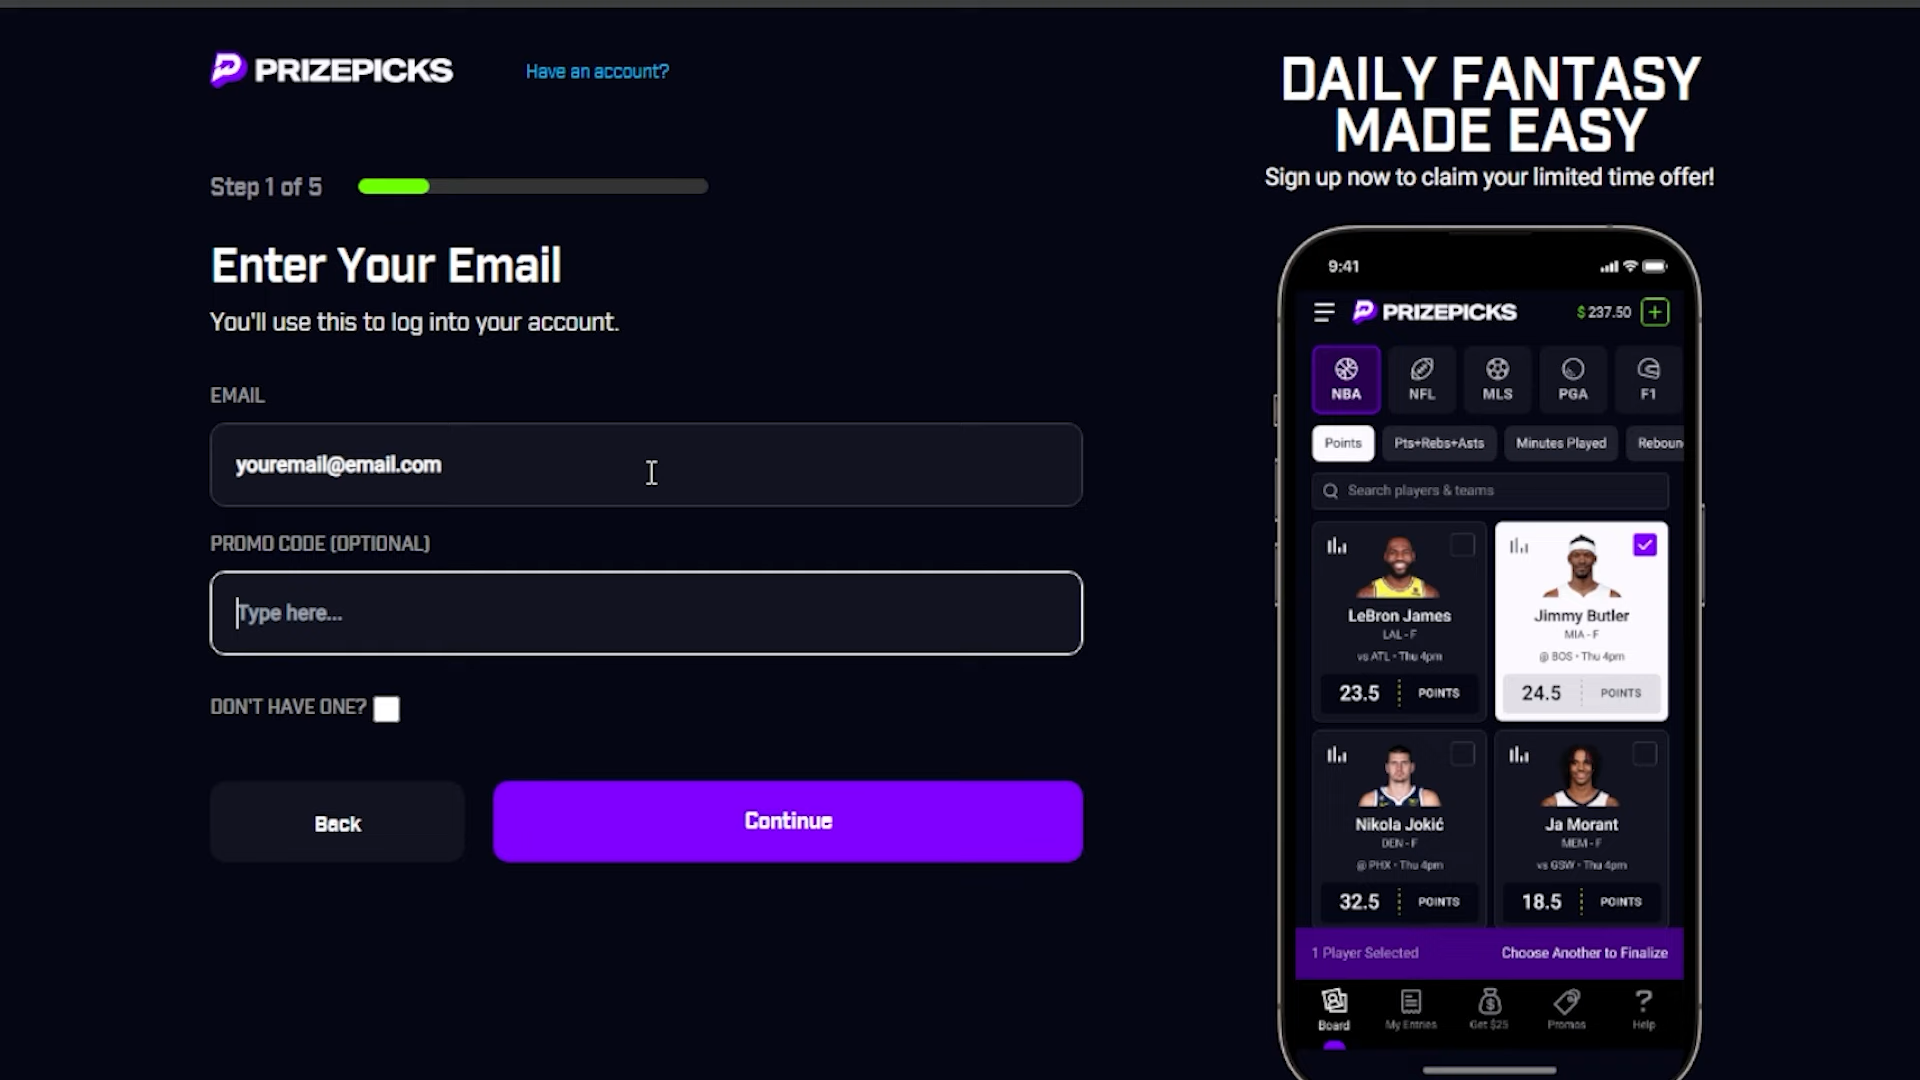 PRIZEPICKS
Have an account?
Step 1 of 5
Enter Your Email
You'll use this to log into your account.
EMAIL
youremail@email.com
PROMO CODE (OPTIONAL)
Type here...
DON'T HAVE ONE?
Back
Continue
DAILY FANTASY
MADE EASY
Sign up now to claim your limited time offer!
9:41
PRIZEPICKS
$ 237.50
NBA
NFL
MLS
PGA
F1
Points
Pts+Rebs+Asts
Minutes Played
Reboun
Search players & teams
LeBron James
LAL - F
vs ATL • Thu 4pm
23.5 POINTS
Jimmy Butler
MIA - F
@ BOS • Thu 4pm
24.5 POINTS
Nikola Jokić
DEN - F
@ PHX • Thu 4pm
32.5 POINTS
Ja Morant
MEM - F
vs GSW • Thu 4pm
18.5 POINTS
1 Player Selected
Choose Another to Finalize
Board
My Entries
Get $25
Promos
Help